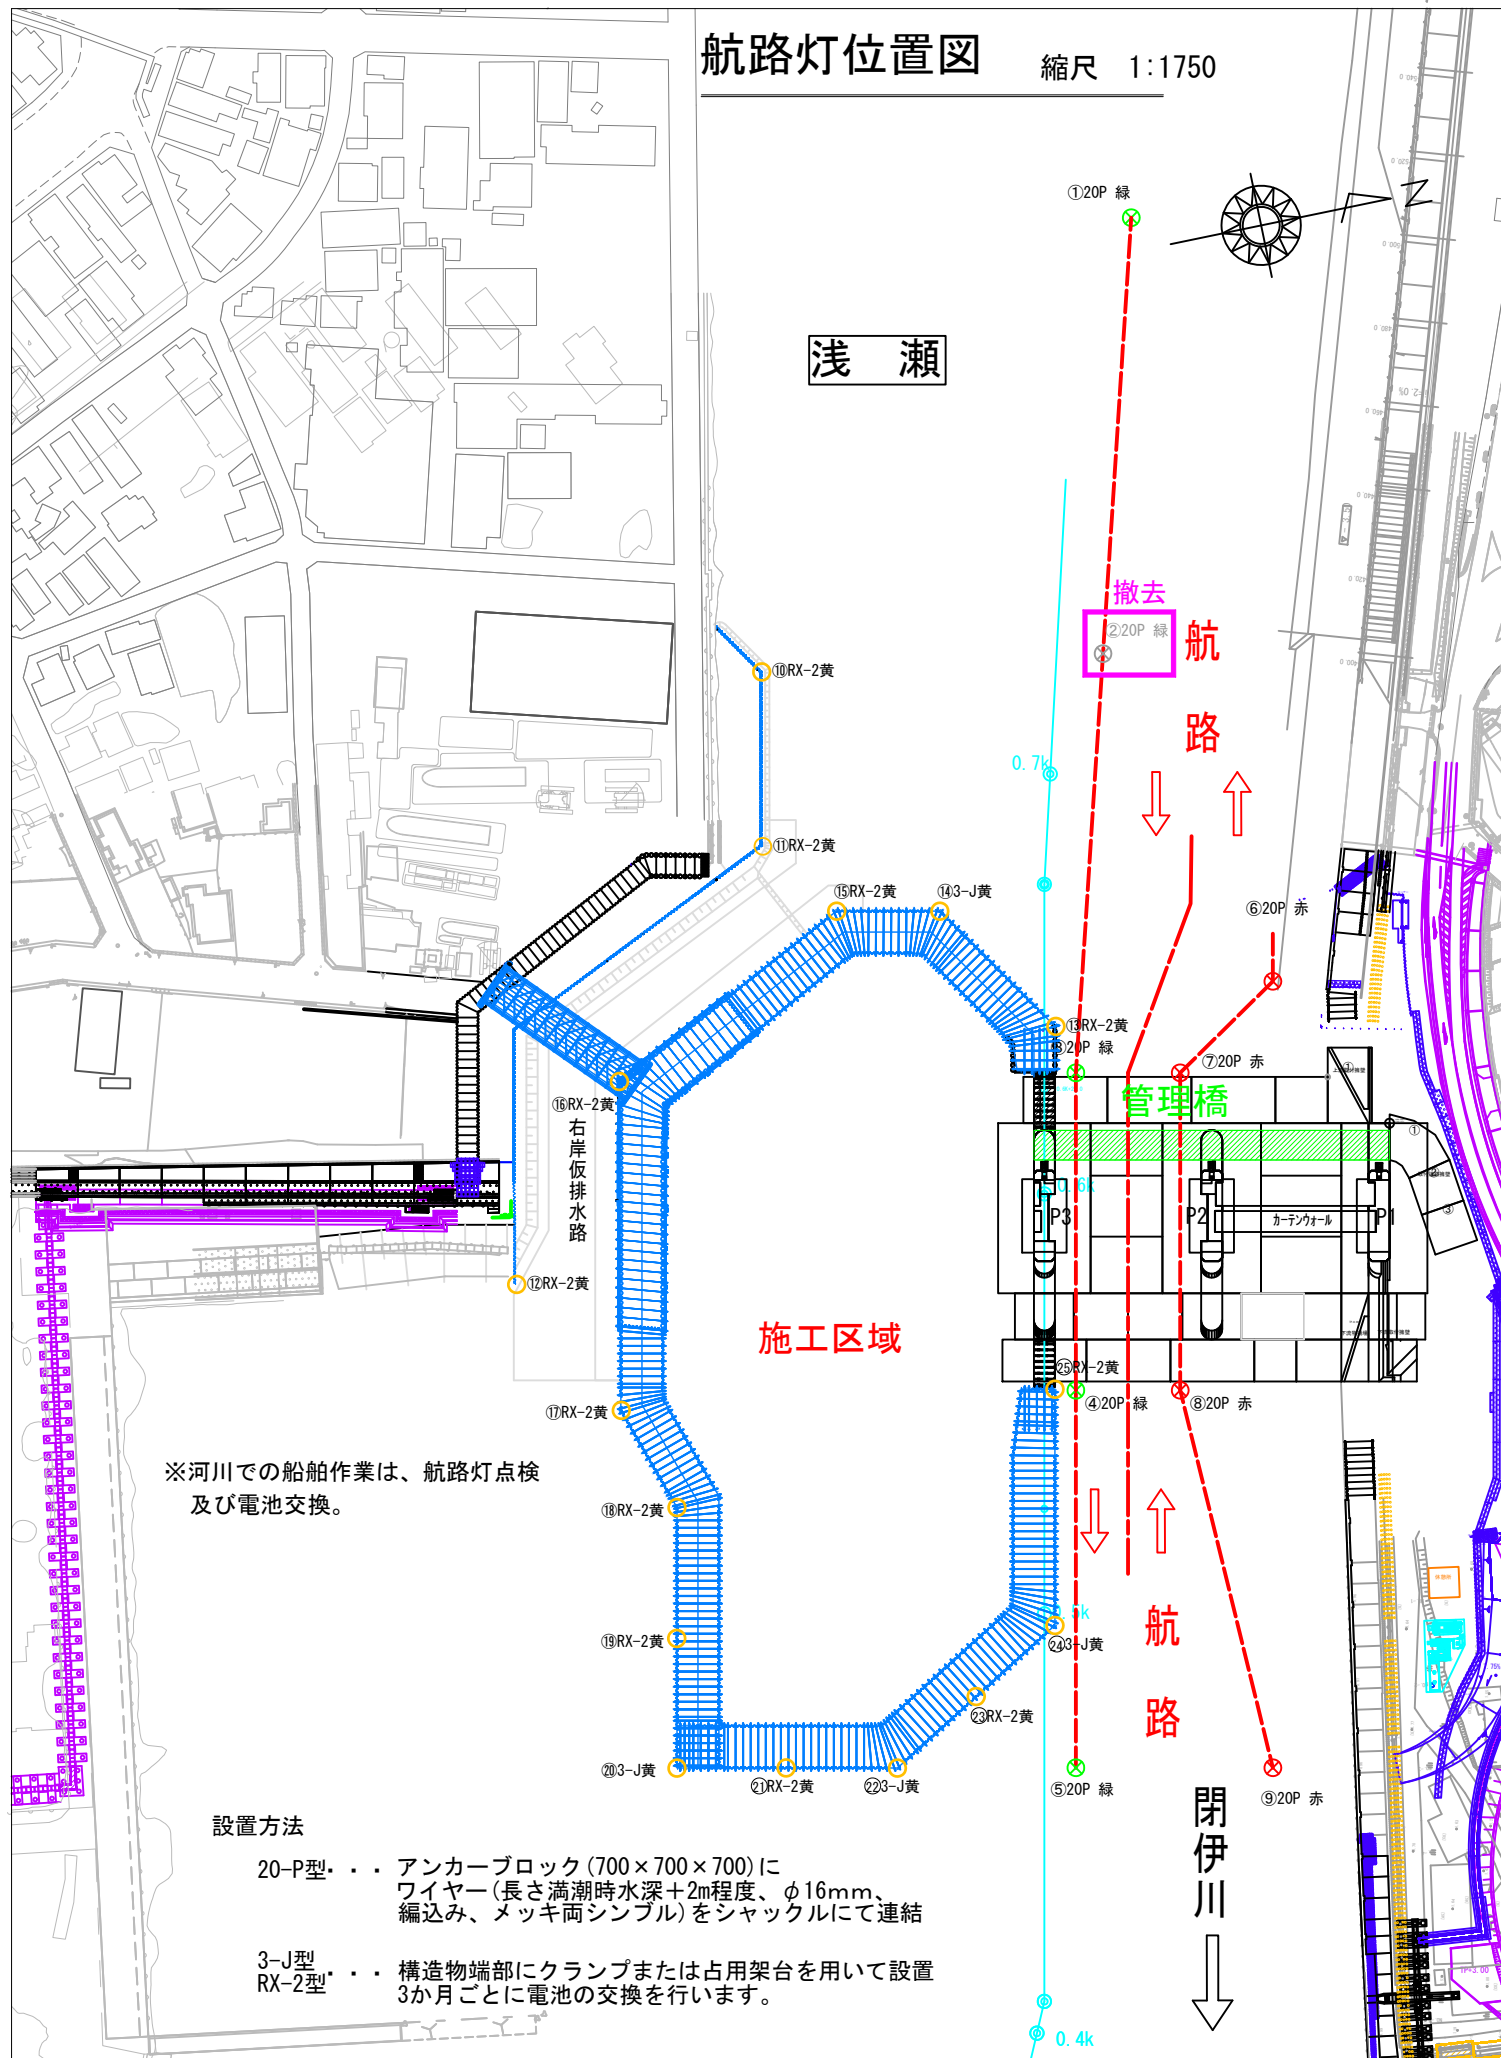 航路灯位置図 縮尺 1:1750
①20P 緑
浅 瀬
撤去
②20P 緑
航
路
⑩RX-2黄
0.7k
⑪RX-2黄
⑮RX-2黄
⑭3-J黄
⑥20P 赤
⑬RX-2黄
③20P 緑
⑦20P 赤
管理橋
⑯RX-2黄
右岸仮排水路
0.6k
P3
P2
カーテンウォール
P1
⑫RX-2黄
施工区域
㉕RX-2黄
④20P 緑
⑧20P 赤
⑰RX-2黄
※河川での船舶作業は、航路灯点検
及び電池交換。
⑱RX-2黄
0.5k
航
路
⑲RX-2黄
㉔3-J黄
㉓RX-2黄
⑳3-J黄
㉑RX-2黄
㉒3-J黄
⑤20P 緑
⑨20P 赤
閉伊川
設置方法
20-P型・・・ アンカーブロック(700×700×700)に
ワイヤー(長さ満潮時水深+2m程度、φ16mm、
編込み、メッキ両シンブル)をシャックルにて連結
3-J型
RX-2型・・・ 構造物端部にクランプまたは占用架台を用いて設置
3か月ごとに電池の交換を行います。
0.4k